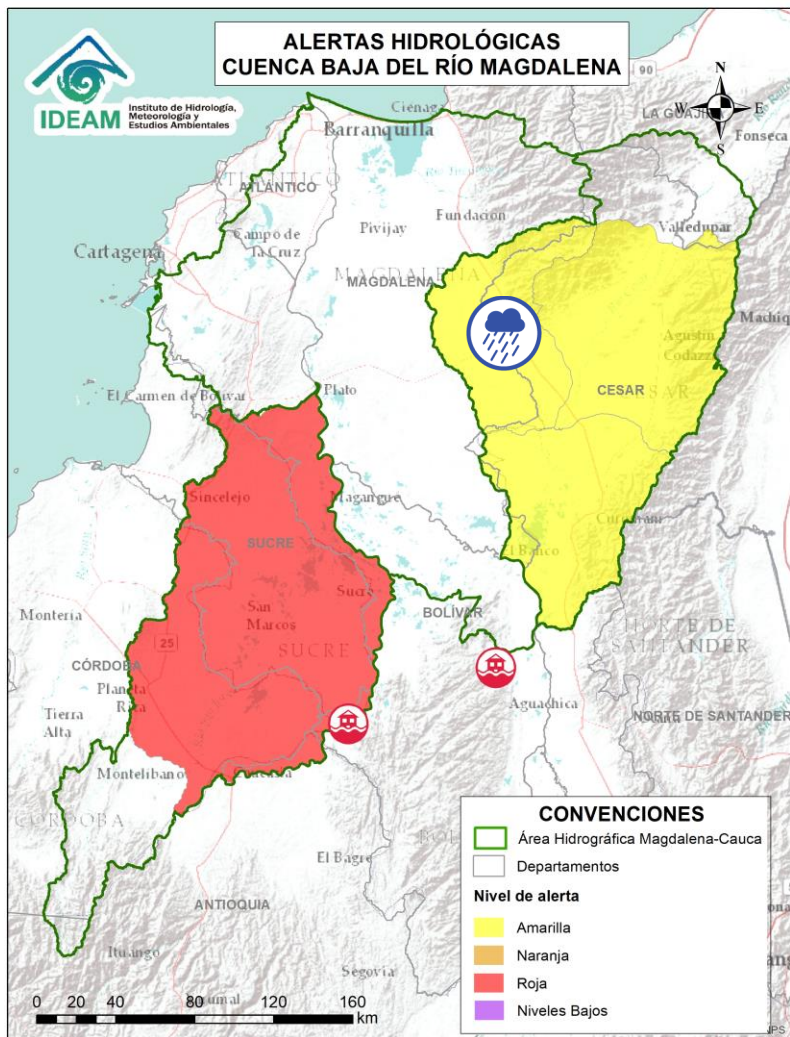 ALERTAS HIDROLÓGICAS
CUENCA BAJA DEL RÍO MAGDALENA
IDEAM
Instituto de Hidrología,
Meteorología y
Estudios Ambientales
N
W
E
S
90
LA GUAJIRA
Fonseca
Ciénaga
Barranquilla
ATLÁNTICO
Fundación
Valledupar
Pivijay
Campo de
La Cruz
Cartagena
MAGDALENA
Agustín
Codazzi
CESAR
Plato
El Carmen de Bolívar
Sincelejo
Magangue
SUCRE
El Banco
Sucre
BOLÍVAR
San
Marcos
SUCRE
Montería
NORTE DE
SANTANDER
25
CÓRDOBA
Planeta
Rica
Aguachica
Tierra
Alta
NORTE DE SANTANDER
Montelíbano
CÓRDOBA
El Bagre
ANTIOQUIA
Ituango
Segovia
CONVENCIONES
Área Hidrográfica Magdalena-Cauca
Departamentos
Nivel de alerta
Amarilla
Naranja
Roja
Niveles Bajos
0 20 40 80 120 160
km